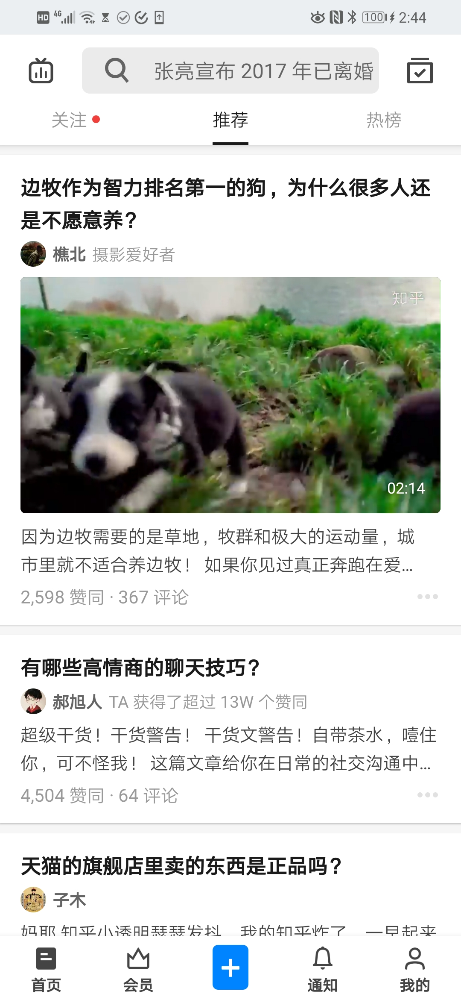 HD 4G 100 2:44
张亮宣布 2017 年已离婚
关注 推荐 热榜
边牧作为智力排名第一的狗，为什么很多人还
是不愿意养？
樵北 摄影爱好者
知乎
02:14
因为边牧需要的是草地，牧群和极大的运动量，城
市里就不适合养边牧！ 如果你见过真正奔跑在爱...
2,598 赞同 · 367 评论
有哪些高情商的聊天技巧？
郝旭人 TA 获得了超过 13W 个赞同
超级干货！干货警告！ 干货文警告！自带茶水，噎住
你，可不怪我！ 这篇文章给你在日常的社交沟通中...
4,504 赞同 · 64 评论
天猫的旗舰店里卖的东西是正品吗？
子木
妈耶 知乎小透明瑟瑟发抖 我的知乎炸了 一早起来
首页 会员 通知 我的